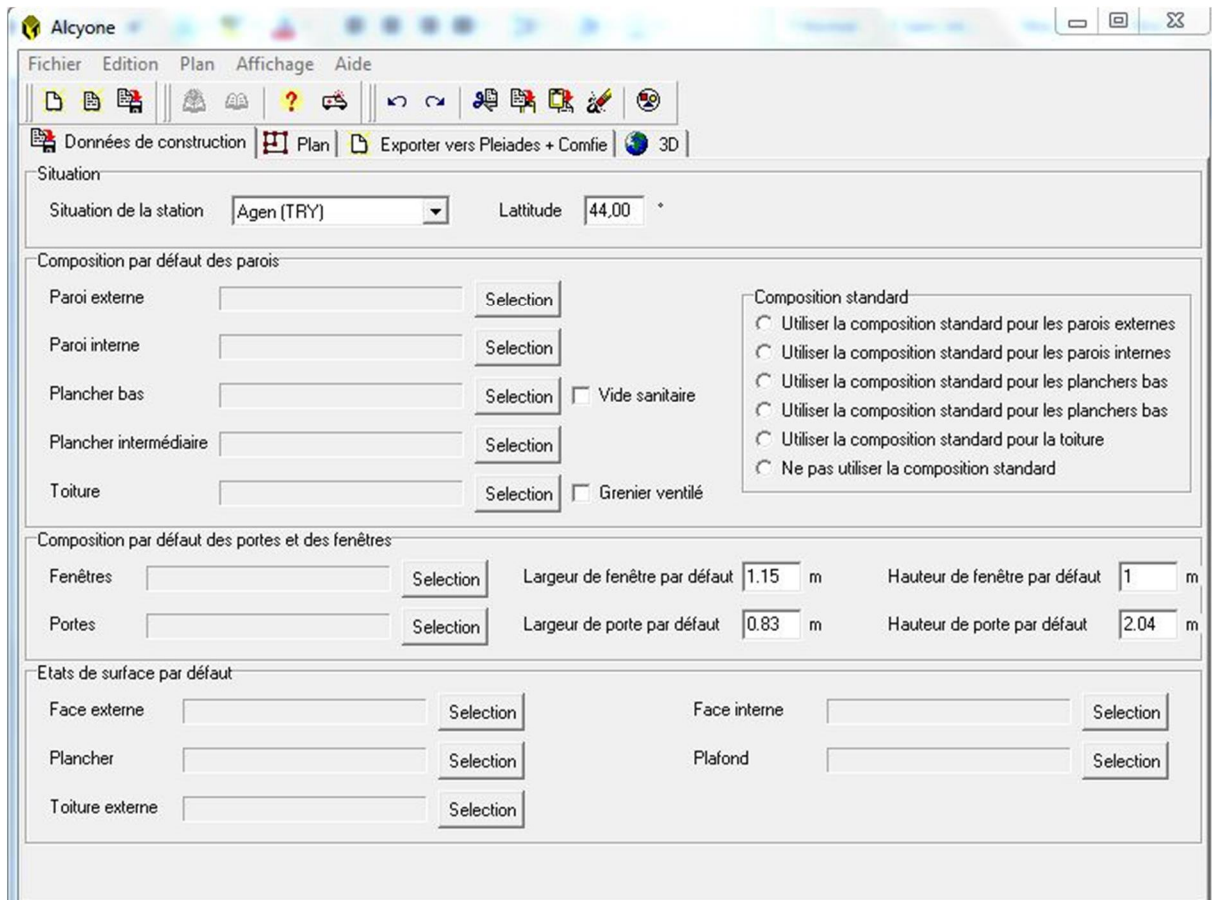 Alcyone
Fichier Edition Plan Affichage Aide
Données de construction Plan Exporter vers Pleiades + Comfie 3D
Situation
Situation de la station Agen (TRY) Lattitude 44,00 °
Composition par défaut des parois
Paroi externe Selection
Paroi interne Selection
Plancher bas Selection Vide sanitaire
Plancher intermédiaire Selection
Toiture Selection Grenier ventilé
Composition standard
Utiliser la composition standard pour les parois externes
Utiliser la composition standard pour les parois internes
Utiliser la composition standard pour les planchers bas
Utiliser la composition standard pour les planchers bas
Utiliser la composition standard pour la toiture
Ne pas utiliser la composition standard
Composition par défaut des portes et des fenêtres
Fenêtres Selection Largeur de fenêtre par défaut 1.15 m Hauteur de fenêtre par défaut 1 m
Portes Selection Largeur de porte par défaut 0.83 m Hauteur de porte par défaut 2.04 m
Etats de surface par défaut
Face externe Selection Face interne Selection
Plancher Selection Plafond Selection
Toiture externe Selection